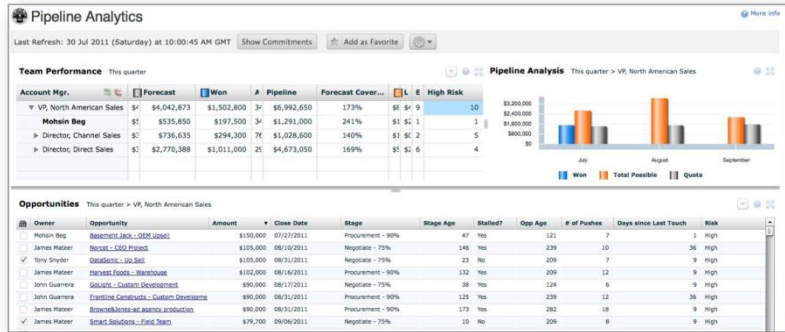 Pipeline Analytics
More Info
Last Refresh: 30 Jul 2011 (Saturday) at 10:00:45 AM GMT Show Commitments Add as Favorite
Team Performance This quarter
Account Mgr. Forecast Won A Pipeline Forecast Cover... L E High Risk
VP, North American Sales $4,042,873 $1,502,800 34 $6,992,650 173% 9 10
Mohsin Beg $535,850 $197,500 34 $1,291,000 241% 1 1
Director, Channel Sales $736,635 $294,300 76 $1,028,600 140% 2 5
Director, Direct Sales $2,770,388 $1,011,000 29 $4,673,050 169% 6 4
Pipeline Analysis This quarter > VP, North American Sales
$3,200,000
$2,400,000
$1,600,000
$800,000
$0
July August September
Won Total Possible Quota
Opportunities This quarter > VP, North American Sales
Owner Opportunity Amount Close Date Stage Stage Age Stalled? Opp Age # of Pushes Days since Last Touch Risk
Mohsin Beg Basement Jack - OEM Upsell $150,000 07/27/2011 Procurement - 90% 47 Yes 121 7 1 High
James Mateer Norcot - CEO Project $105,000 08/10/2011 Negotiate - 75% 146 Yes 239 10 36 High
Tony Snyder DataSonic - Up Sell $105,000 08/31/2011 Negotiate - 75% 23 No 209 7 9 High
James Mateer Harvest Foods - Warehouse $102,000 08/16/2011 Procurement - 90% 132 Yes 209 12 9 High
John Guarrera GoLight - Custom Development $90,000 08/17/2011 Negotiate - 75% 38 Yes 124 6 9 High
John Guarrera Frontline Constructs - Custom Developme $90,000 08/31/2011 Procurement - 90% 125 Yes 239 12 36 High
James Mateer Browne&Jones-ad agency production $90,000 08/31/2011 Procurement - 90% 173 Yes 282 18 9 High
James Mateer Smart Solutions - Field Team $79,700 09/06/2011 Negotiate - 75% 10 No 209 8 9 High